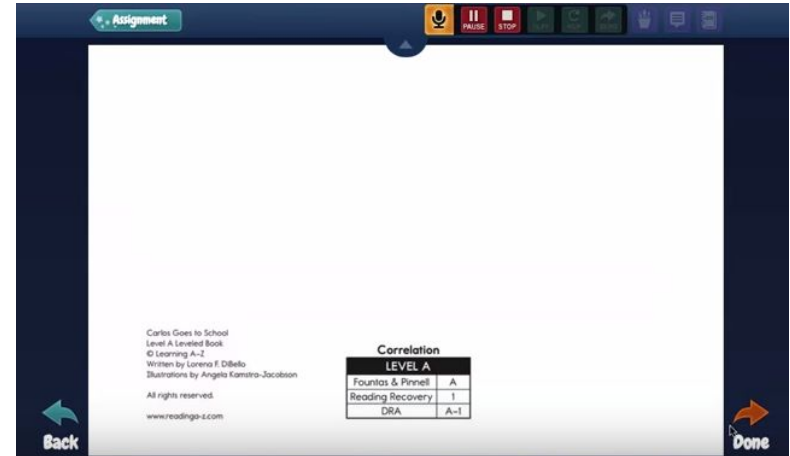 Assignment
PAUSE STOP
Carlos Goes to School
Level A Leveled Book
© Learning A–Z
Written by Lorena F. DiBello
Illustrations by Angela Kamstra-Jacobson
All rights reserved.
www.readinga-z.com
Correlation
LEVEL A
Fountas & Pinnell A
Reading Recovery 1
DRA A–1
Back
Done